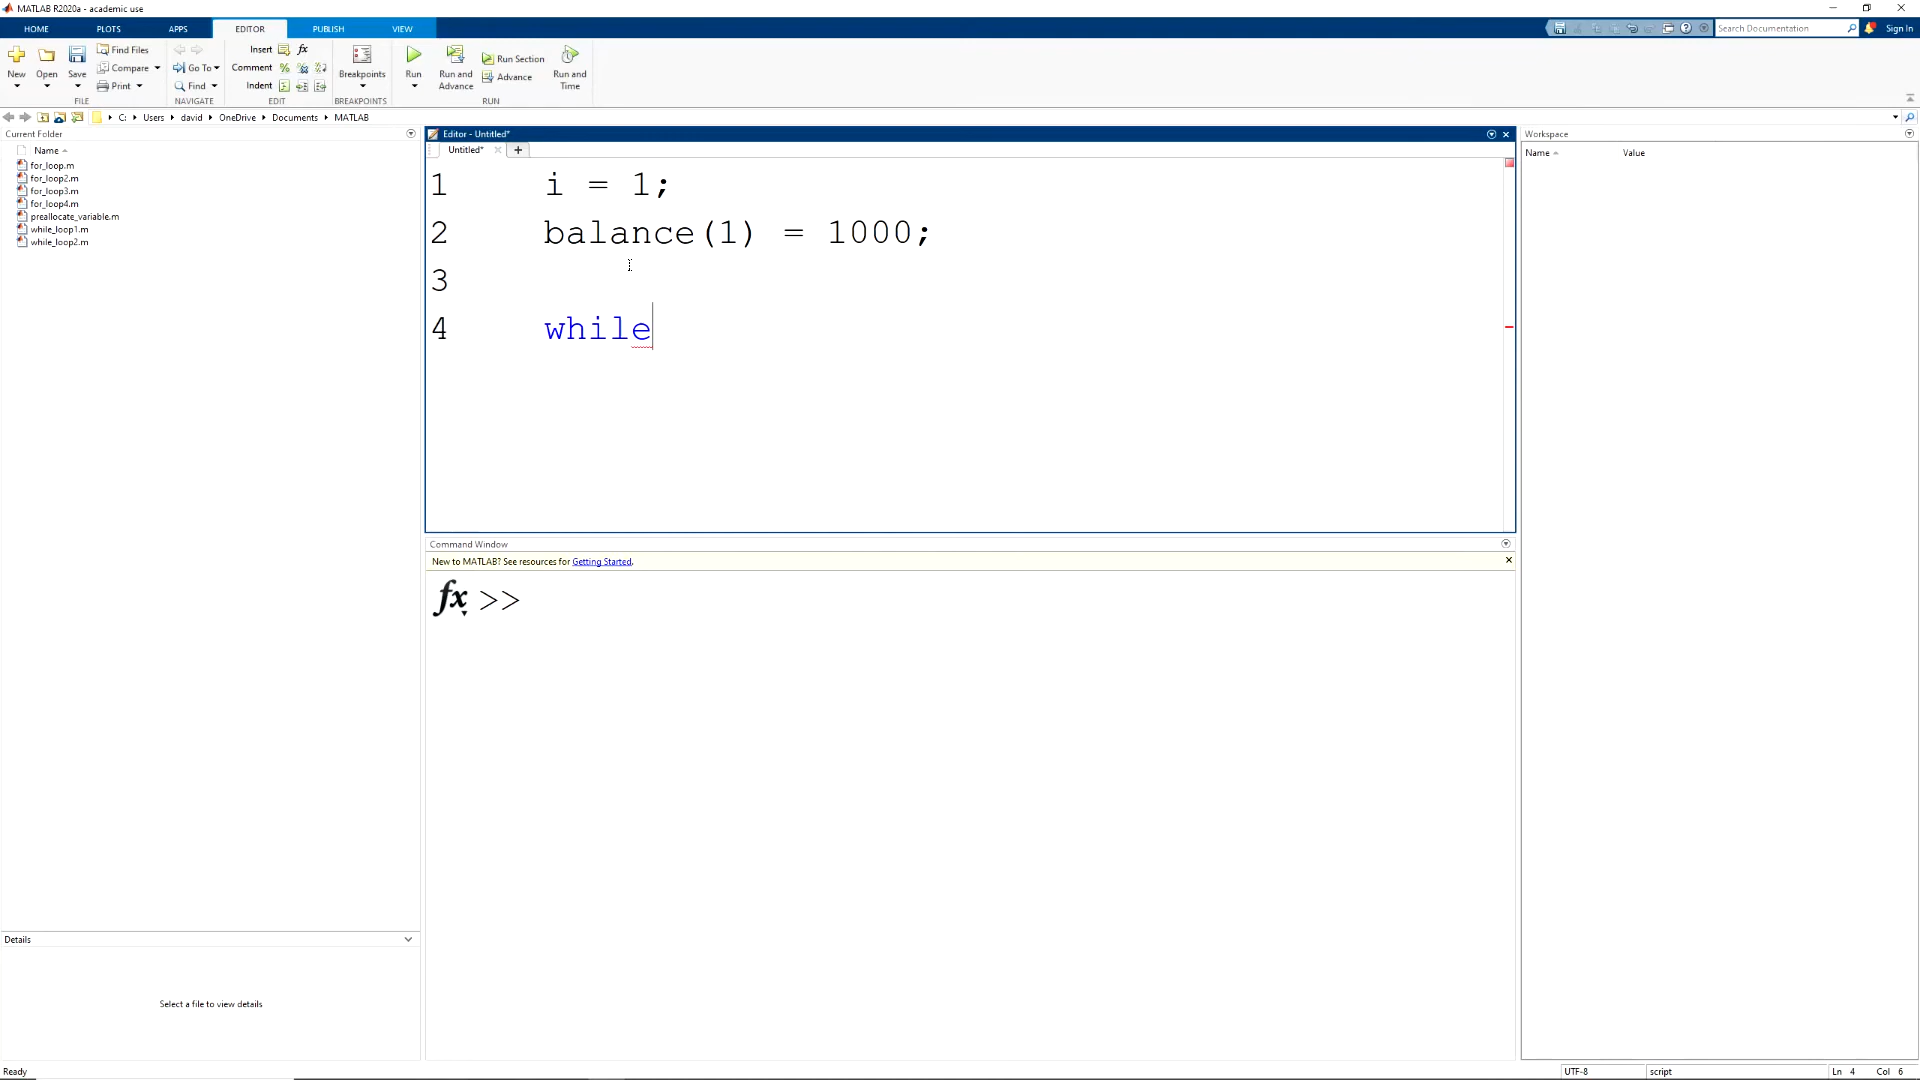 MATLAB R2020a - academic use
HOME PLOTS APPS EDITOR PUBLISH VIEW Search Documentation Sign In
New Open Save Find Files Compare Print
Go To Find
Insert fx Comment Indent
Breakpoints Run Run and Advance Run Section Advance Run and Time
FILE NAVIGATE EDIT BREAKPOINTS RUN
C: Users david OneDrive Documents MATLAB
Current Folder
Name
for_loop.m
for_loop2.m
for_loop3.m
for_loop4.m
preallocate_variable.m
while_loop1.m
while_loop2.m
Details
Select a file to view details
Editor - Untitled*
Untitled* +
1 i = 1;
2 balance(1) = 1000;
3
4 while
Command Window
New to MATLAB? See resources for Getting Started.
fx >>
Workspace
Name Value
Ready UTF-8 script Ln 4 Col 6